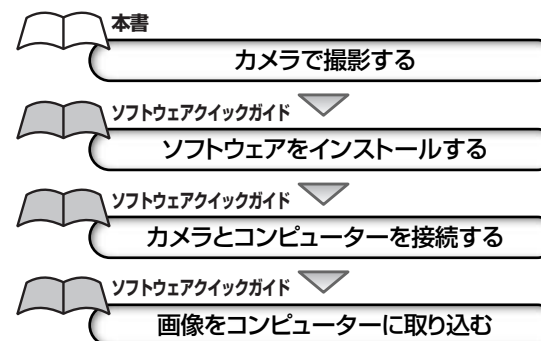 本書
カメラで撮影する
ソフトウェアクイックガイド
ソフトウェアをインストールする
ソフトウェアクイックガイド
カメラとコンピューターを接続する
ソフトウェアクイックガイド
画像をコンピューターに取り込む